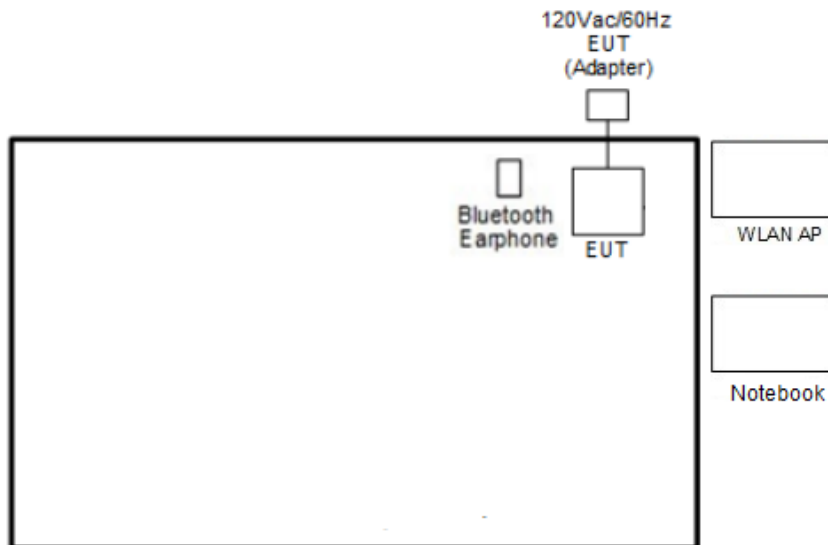 120Vac/60Hz
EUT
(Adapter)
Bluetooth
Earphone
EUT
WLAN AP
Notebook